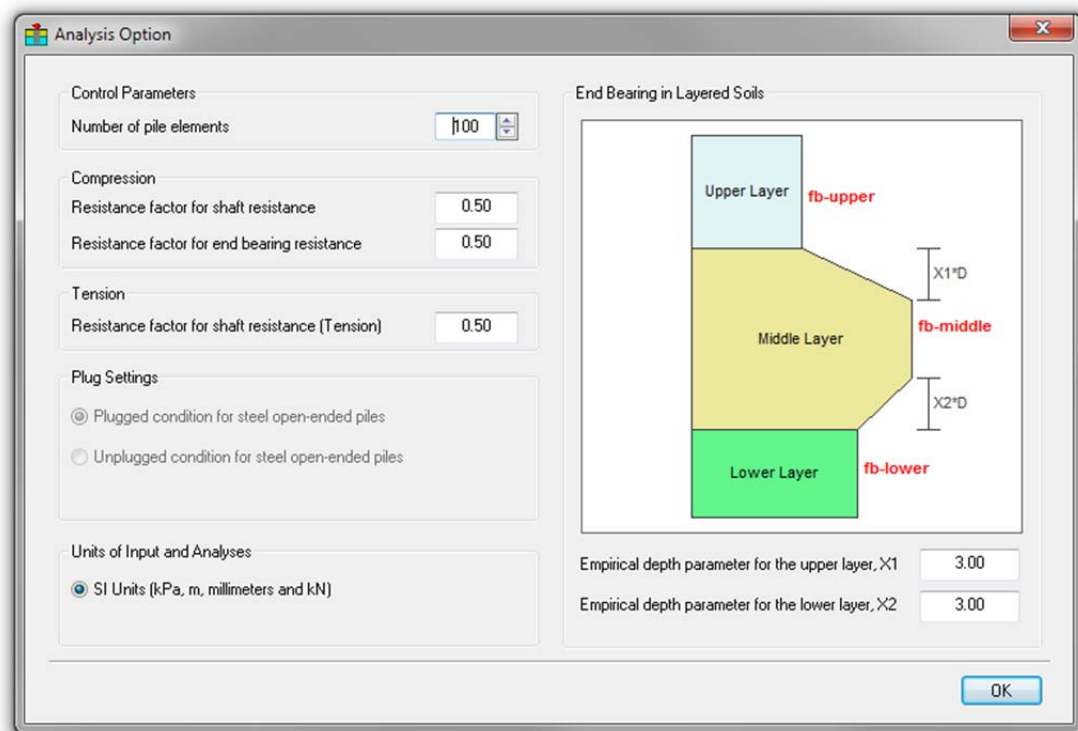 Analysis Option
Control Parameters
Number of pile elements
100
Compression
Resistance factor for shaft resistance
0.50
Resistance factor for end bearing resistance
0.50
Tension
Resistance factor for shaft resistance (Tension)
0.50
Plug Settings
Plugged condition for steel open-ended piles
Unplugged condition for steel open-ended piles
Units of Input and Analyses
SI Units (kPa, m, millimeters and kN)
End Bearing in Layered Soils
Upper Layer
fb-upper
X1*D
fb-middle
Middle Layer
X2*D
fb-lower
Lower Layer
Empirical depth parameter for the upper layer, X1
3.00
Empirical depth parameter for the lower layer, X2
3.00
OK